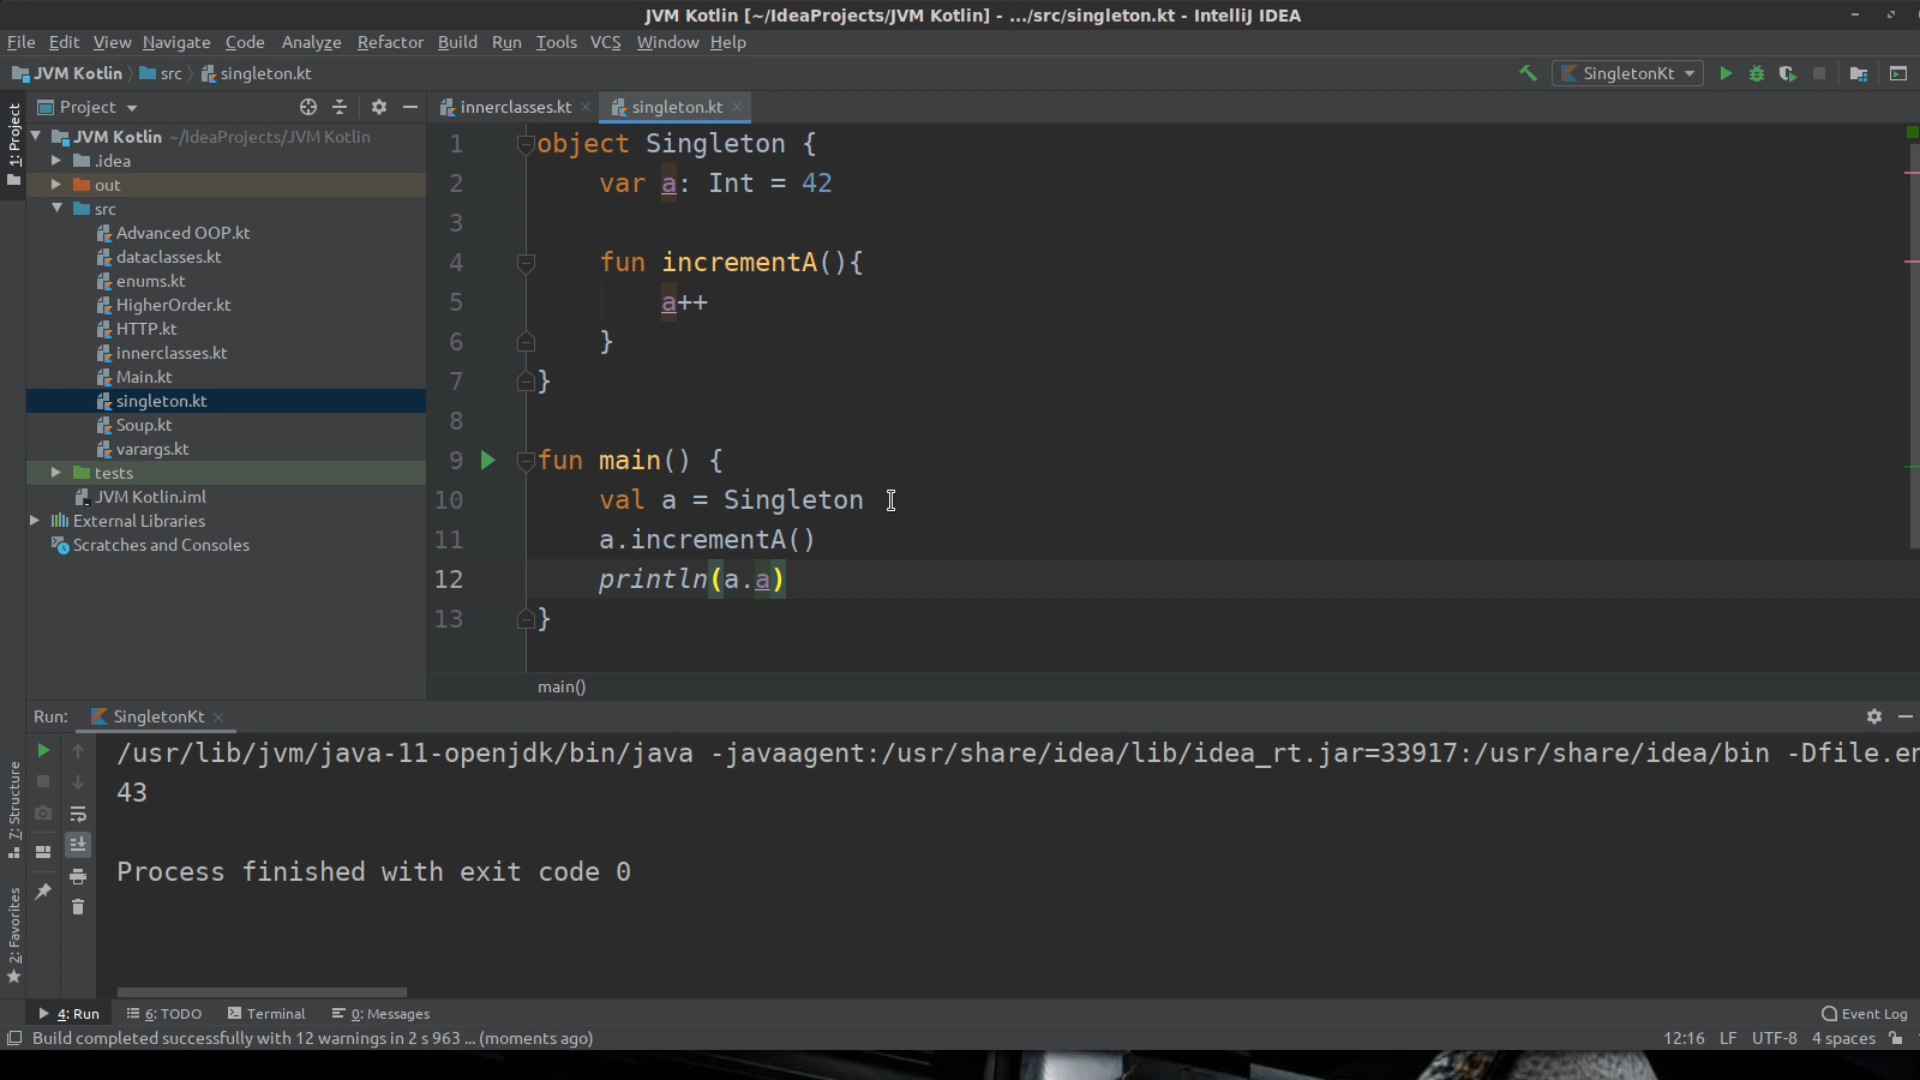 JVM Kotlin [~/IdeaProjects/JVM Kotlin] - .../src/singleton.kt - IntelliJ IDEA
File Edit View Navigate Code Analyze Refactor Build Run Tools VCS Window Help
JVM Kotlin src singleton.kt
SingletonKt
1: Project
Project
JVM Kotlin ~/IdeaProjects/JVM Kotlin
.idea
out
src
Advanced OOP.kt
dataclasses.kt
enums.kt
HigherOrder.kt
HTTP.kt
innerclasses.kt
Main.kt
singleton.kt
Soup.kt
varargs.kt
tests
JVM Kotlin.iml
External Libraries
Scratches and Consoles
innerclasses.kt singleton.kt
1 object Singleton {
2 var a: Int = 42
3
4 fun incrementA(){
5 a++
6 }
7 }
8
9 fun main() {
10 val a = Singleton
11 a.incrementA()
12 println(a.a)
13 }
main()
Run: SingletonKt
/usr/lib/jvm/java-11-openjdk/bin/java -javaagent:/usr/share/idea/lib/idea_rt.jar=33917:/usr/share/idea/bin -Dfile.en
43
Process finished with exit code 0
7: Structure
2: Favorites
4: Run 6: TODO Terminal 0: Messages Event Log
Build completed successfully with 12 warnings in 2 s 963 ... (moments ago) 12:16 LF UTF-8 4 spaces